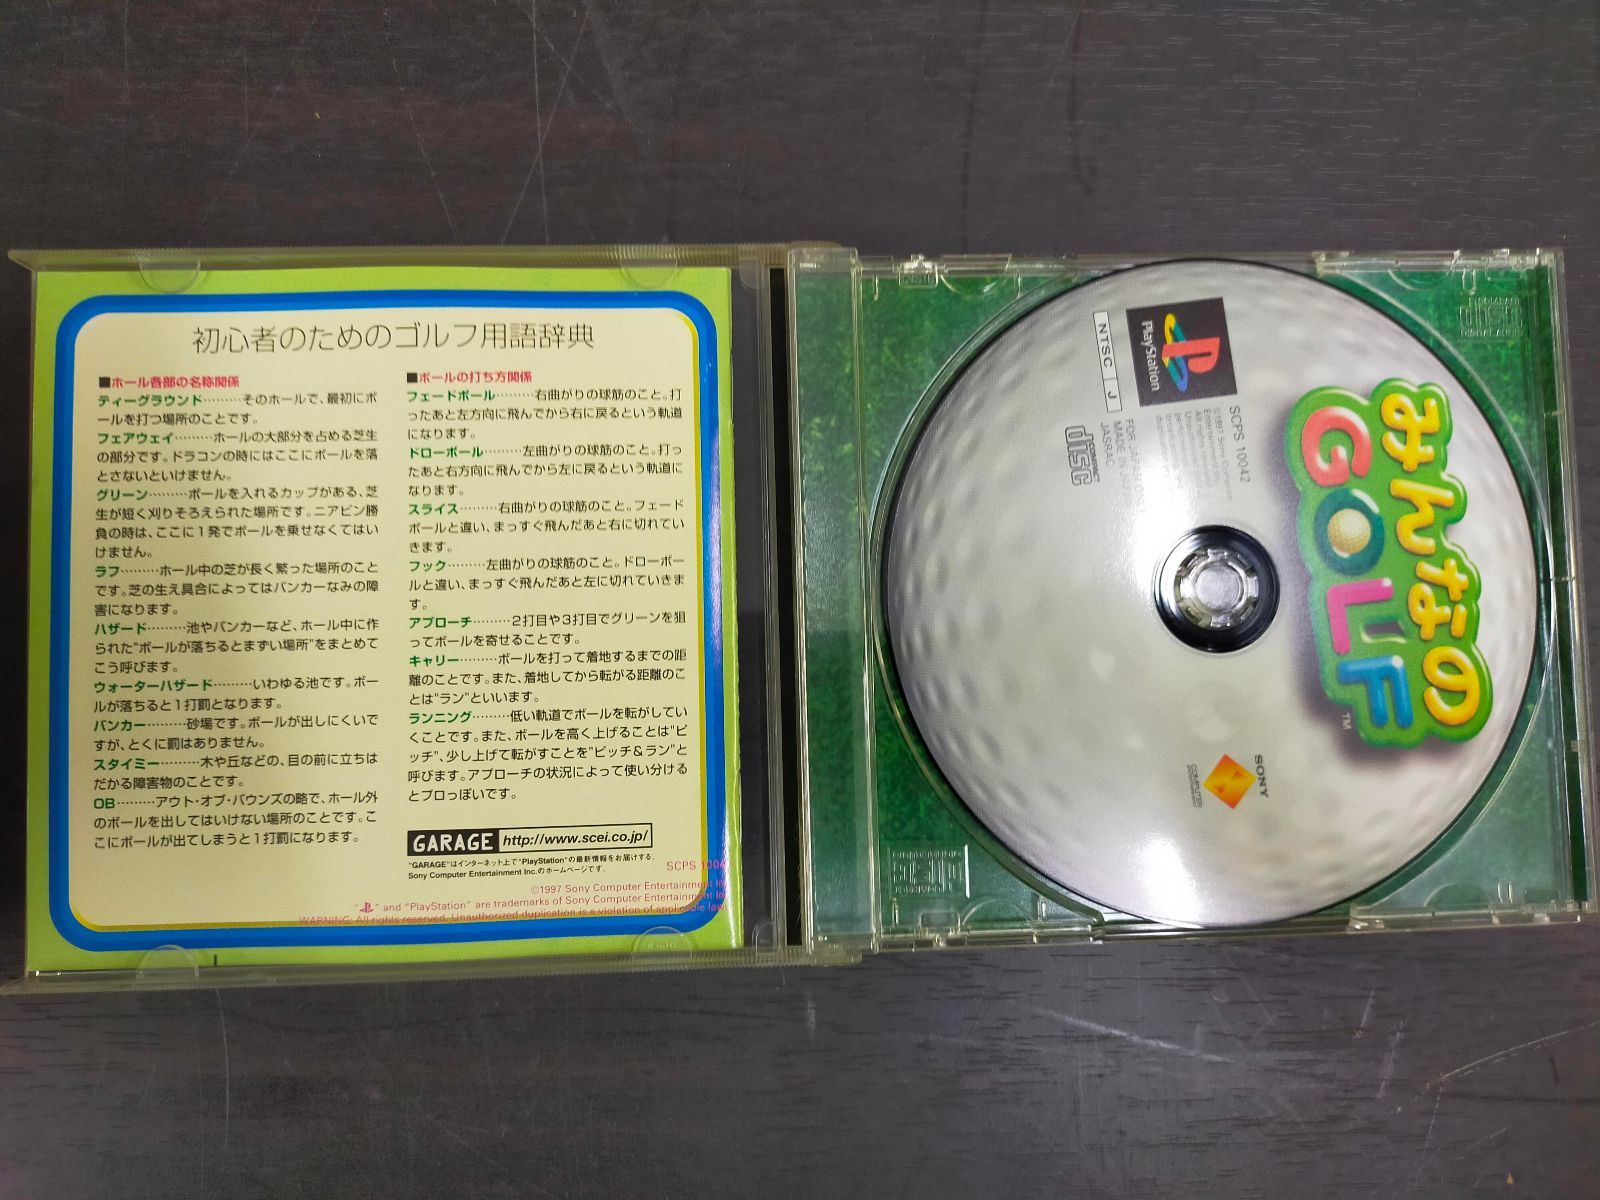 初心者のためのゴルフ用語辞典
■ホール各部の名称関係
ティーグラウンド………そのホールで、最初にボ
ールを打つ場所のことです。
フェアウェイ………ホールの大部分を占める芝生
の部分です。ドラコンの時にはここにボールを落
とさないといけません。
グリーン………ボールを入れるカップがある、芝
生が短く刈りそろえられた場所です。ニアピン勝
負の時は、ここに1発でボールを乗せなくてはい
けません。
ラフ………ホール中の芝が長く繁った場所のこと
です。芝の生え具合によってはバンカーなみの障
害になります。
ハザード………池やバンカーなど、ホール中に作
られた"ボールが落ちるとまずい場所"をまとめて
こう呼びます。
ウォーターハザード………いわゆる池です。ボー
ルが落ちると1打罰となります。
バンカー………砂場です。ボールが出しにくいで
すが、とくに罰はありません。
スタイミー………木や丘などの、目の前に立ちは
だかる障害物のことです。
OB………アウト・オブ・バウンズの略で、ホール外
のボールを出してはいけない場所のことです。こ
こにボールが出てしまうと1打罰になります。
■ボールの打ち方関係
フェードボール………右曲がりの球筋のこと。打
ったあと左方向に飛んでから右に戻るという軌道
になります。
ドローボール………左曲がりの球筋のこと。打っ
たあと右方向に飛んでから左に戻るという軌道に
なります。
スライス………右曲がりの球筋のこと。フェード
ボールと違い、まっすぐ飛んだあと右に切れてい
きます。
フック………左曲がりの球筋のこと。ドローボー
ルと違い、まっすぐ飛んだあと左に切れていきま
す。
アプローチ………2打目や3打目でグリーンを狙
ってボールを寄せることです。
キャリー………ボールを打って着地するまでの距
離のことです。また、着地してから転がる距離のこ
とは"ラン"といいます。
ランニング………低い軌道でボールを転がしてい
くことです。また、ボールを高く上げることは"ピ
ッチ"、少し上げて転がすことを"ピッチ&ラン"と
呼びます。アプローチの状況によって使い分ける
とプロっぽいです。
GARAGE http://www.scei.co.jp/
"GARAGE"はインターネット上で"PlayStation"の最新情報をお届けする、
Sony Computer Entertainment Inc.のホームページです。
SCPS 1004
©1997 Sony Computer Entertainment In
" " and "PlayStation" are trademarks of Sony Computer Entertainment In
WARNING: All rights reserved. Unauthorized duplication is a violation of applicable law
みんなの
GOLF
TM
PlayStation
NTSC J
SCPS 10042
©1997 Sony Computer
FOR JAPAN
MADE IN
JASRAC
COMPACT
disc
SONY
COMPUTER
ENTERTAINMENT